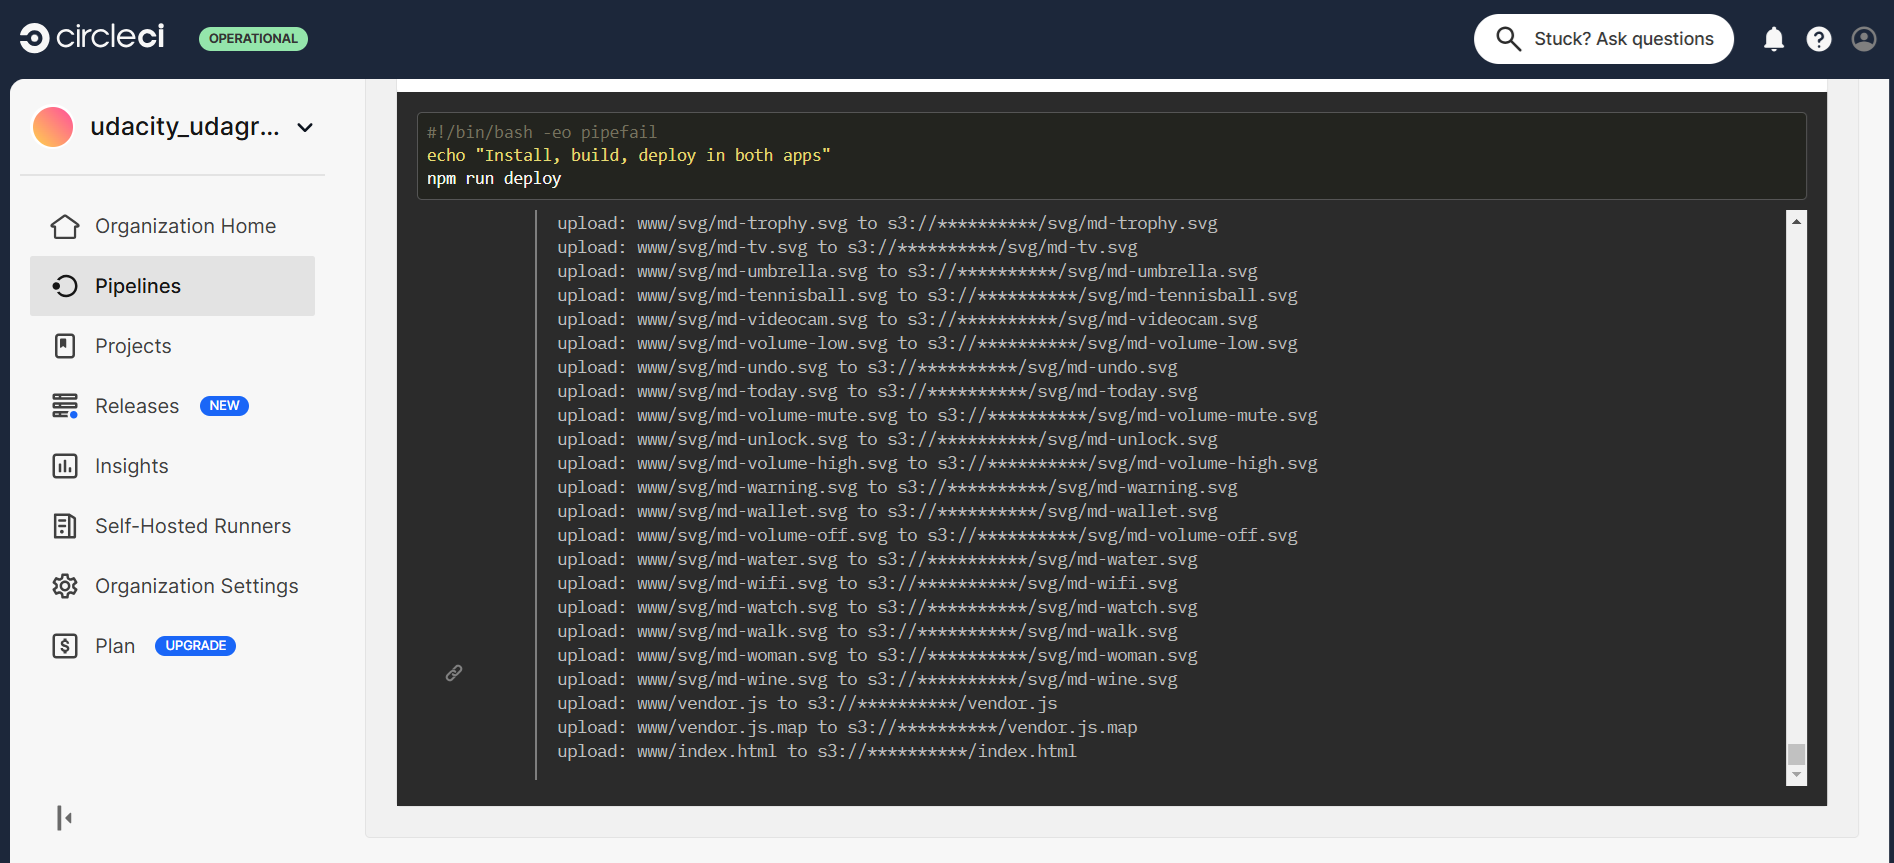 circleci
OPERATIONAL
Stuck? Ask questions
udacity_udagr...
Organization Home
Pipelines
Projects
Releases NEW
Insights
Self-Hosted Runners
Organization Settings
Plan UPGRADE
#!/bin/bash -eo pipefail
echo "Install, build, deploy in both apps"
npm run deploy
upload: www/svg/md-trophy.svg to s3://**********/svg/md-trophy.svg
upload: www/svg/md-tv.svg to s3://**********/svg/md-tv.svg
upload: www/svg/md-umbrella.svg to s3://**********/svg/md-umbrella.svg
upload: www/svg/md-tennisball.svg to s3://**********/svg/md-tennisball.svg
upload: www/svg/md-videocam.svg to s3://**********/svg/md-videocam.svg
upload: www/svg/md-volume-low.svg to s3://**********/svg/md-volume-low.svg
upload: www/svg/md-undo.svg to s3://**********/svg/md-undo.svg
upload: www/svg/md-today.svg to s3://**********/svg/md-today.svg
upload: www/svg/md-volume-mute.svg to s3://**********/svg/md-volume-mute.svg
upload: www/svg/md-unlock.svg to s3://**********/svg/md-unlock.svg
upload: www/svg/md-volume-high.svg to s3://**********/svg/md-volume-high.svg
upload: www/svg/md-warning.svg to s3://**********/svg/md-warning.svg
upload: www/svg/md-wallet.svg to s3://**********/svg/md-wallet.svg
upload: www/svg/md-volume-off.svg to s3://**********/svg/md-volume-off.svg
upload: www/svg/md-water.svg to s3://**********/svg/md-water.svg
upload: www/svg/md-wifi.svg to s3://**********/svg/md-wifi.svg
upload: www/svg/md-watch.svg to s3://**********/svg/md-watch.svg
upload: www/svg/md-walk.svg to s3://**********/svg/md-walk.svg
upload: www/svg/md-woman.svg to s3://**********/svg/md-woman.svg
upload: www/svg/md-wine.svg to s3://**********/svg/md-wine.svg
upload: www/vendor.js to s3://**********/vendor.js
upload: www/vendor.js.map to s3://**********/vendor.js.map
upload: www/index.html to s3://**********/index.html